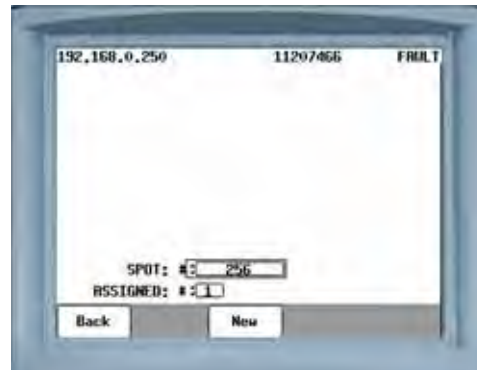 192.168.0.250 11207466 FAULT
SPOT: #: 256
ASSIGNED: #: 1
Back New